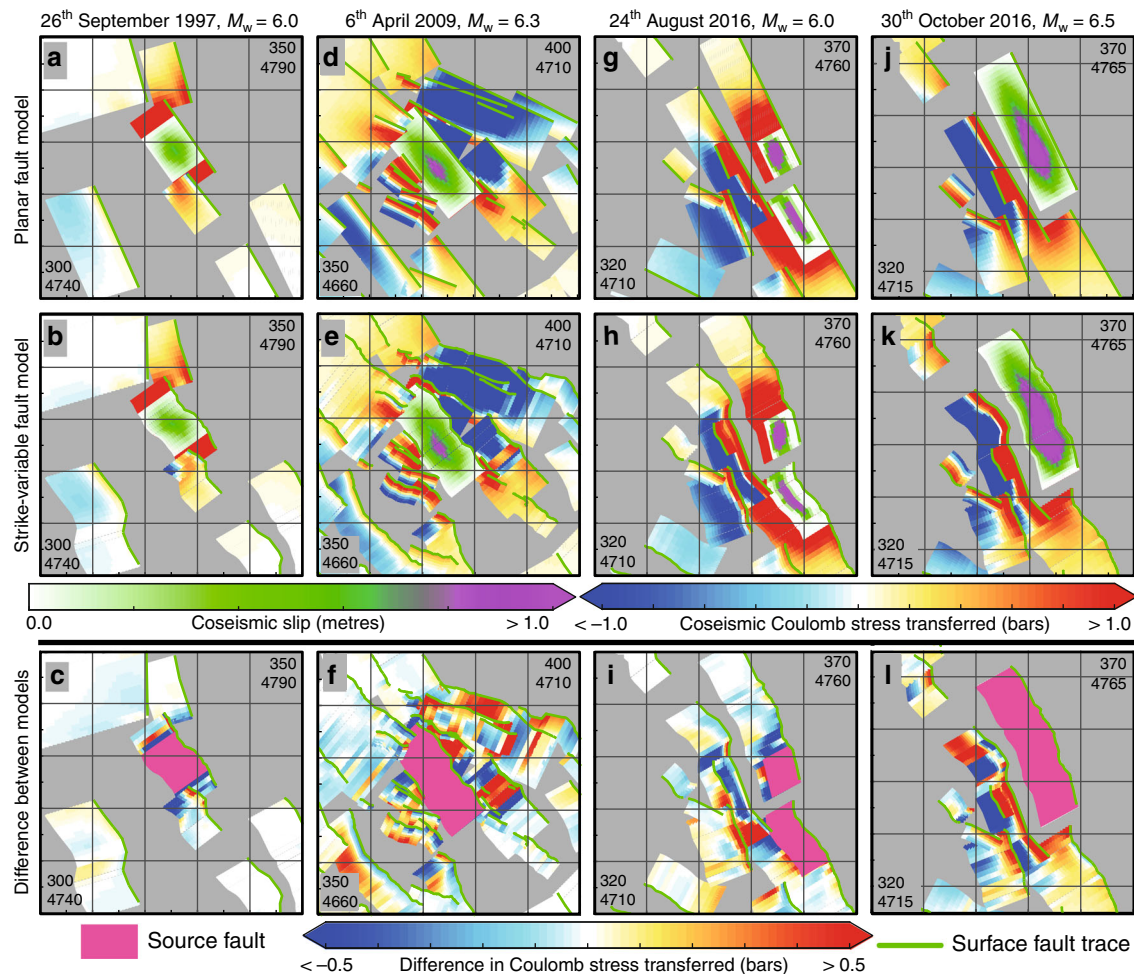 26th September 1997, Mw = 6.0
6th April 2009, Mw = 6.3
24th August 2016, Mw = 6.0
30th October 2016, Mw = 6.5
Planar fault model
a
350
4790
300
4740
d
400
4710
350
4660
g
370
4760
320
4710
j
370
4765
320
4715
Strike-variable fault model
b
350
4790
300
4740
e
400
4710
350
4660
h
370
4760
320
4710
k
370
4765
320
4715
0.0 Coseismic slip (metres) > 1.0
< −1.0 Coseismic Coulomb stress transferred (bars) > 1.0
Difference between models
c
350
4790
300
4740
f
400
4710
350
4660
i
370
4760
320
4710
l
370
4765
320
4715
Source fault
< −0.5 Difference in Coulomb stress transferred (bars) > 0.5
Surface fault trace